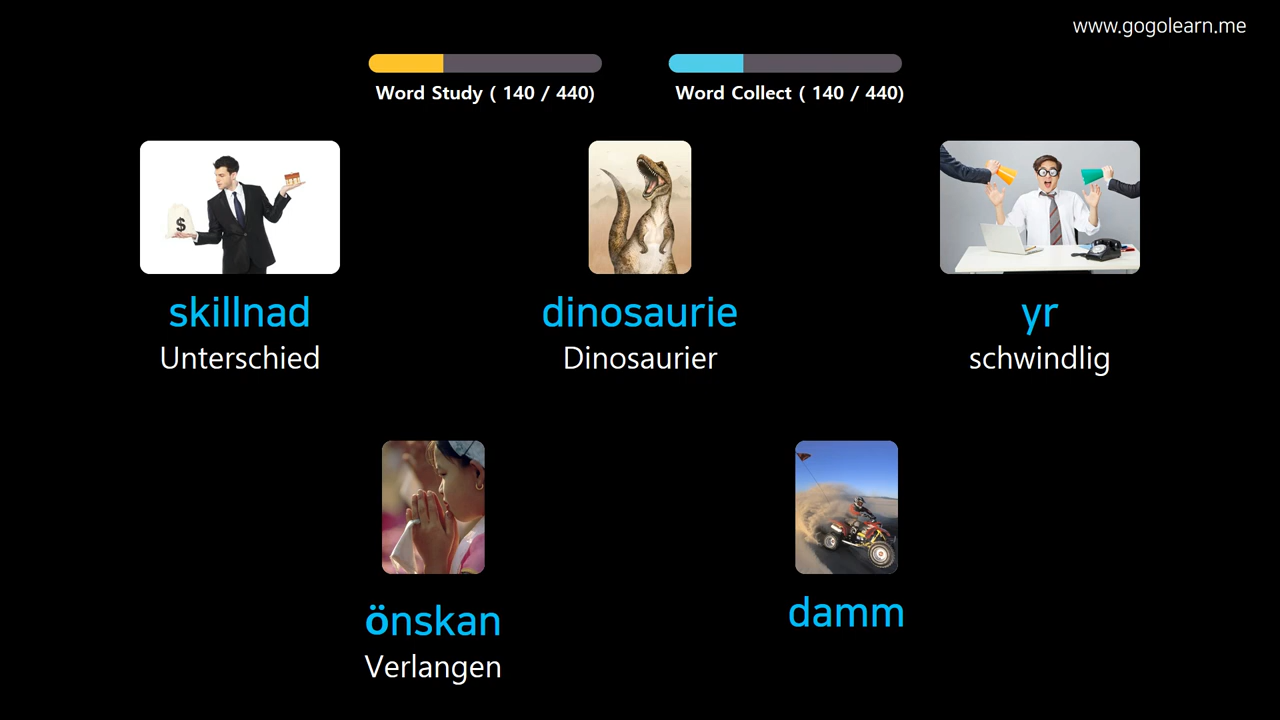 www.gogolearn.me
Word Study ( 140 / 440)
Word Collect ( 140 / 440)
$
skillnad
Unterschied
dinosaurie
Dinosaurier
yr
schwindlig
önskan
Verlangen
damm